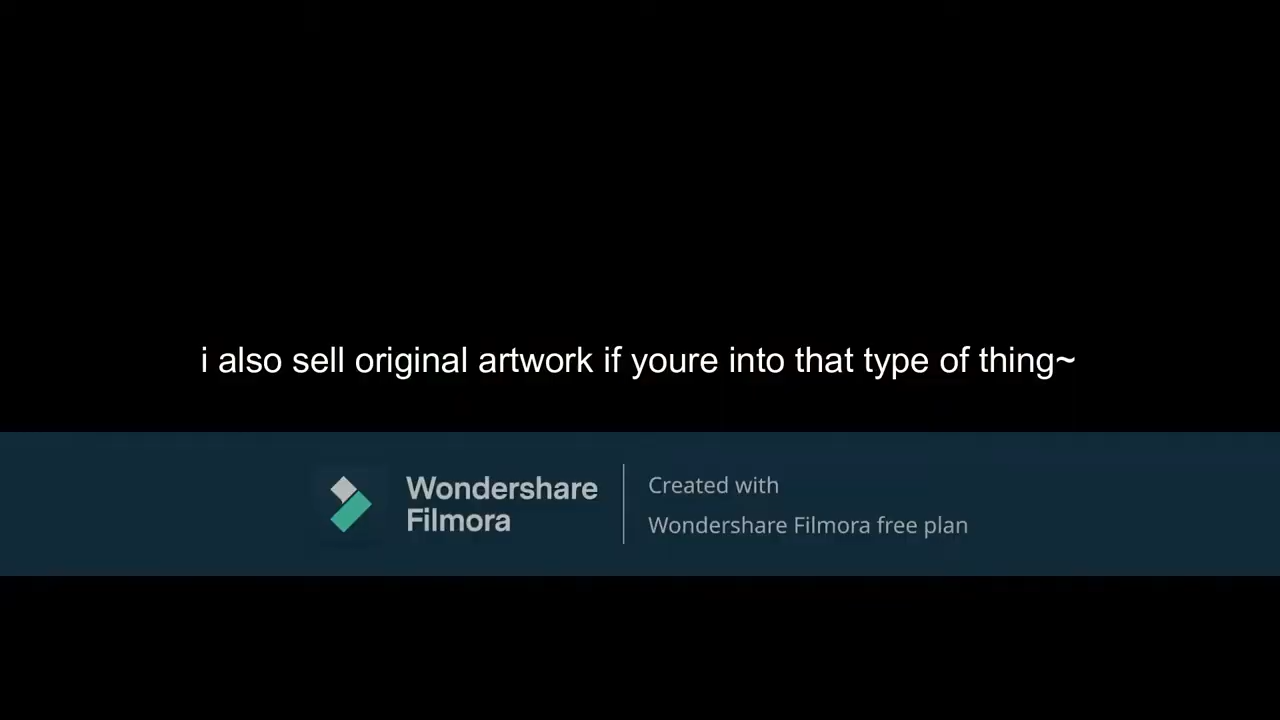 i also sell original artwork if youre into that type of thing~
Wondershare
Filmora
Created with
Wondershare Filmora free plan